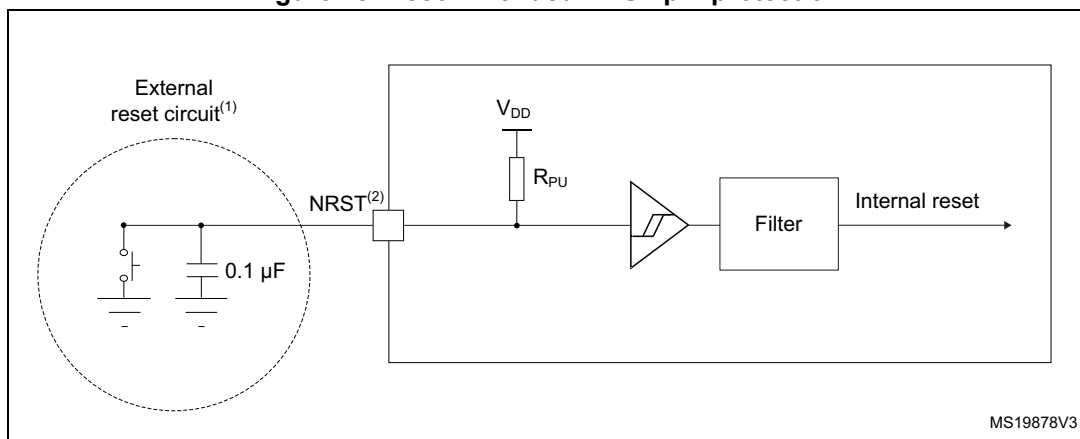 External
reset circuit(1)
VDD
RPU
NRST(2)
0.1 µF
Filter
Internal reset
MS19878V3